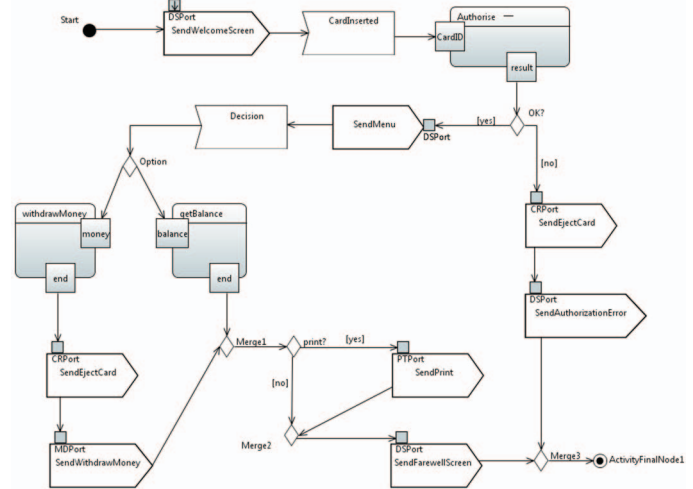 Start
DSPort
SendWelcomeScreen
CardInserted
Authorise
CardID
result
OK?
[yes]
DSPort
SendMenu
Decision
[no]
Option
withdrawMoney
money
end
getBalance
balance
end
CRPort
SendEjectCard
DSPort
SendAuthorizationError
Merge1
print?
[yes]
[no]
PTPort
SendPrint
CRPort
SendEjectCard
MDPort
SendWithdrawMoney
Merge2
DSPort
SendFarewellScreen
Merge3
ActivityFinalNode1